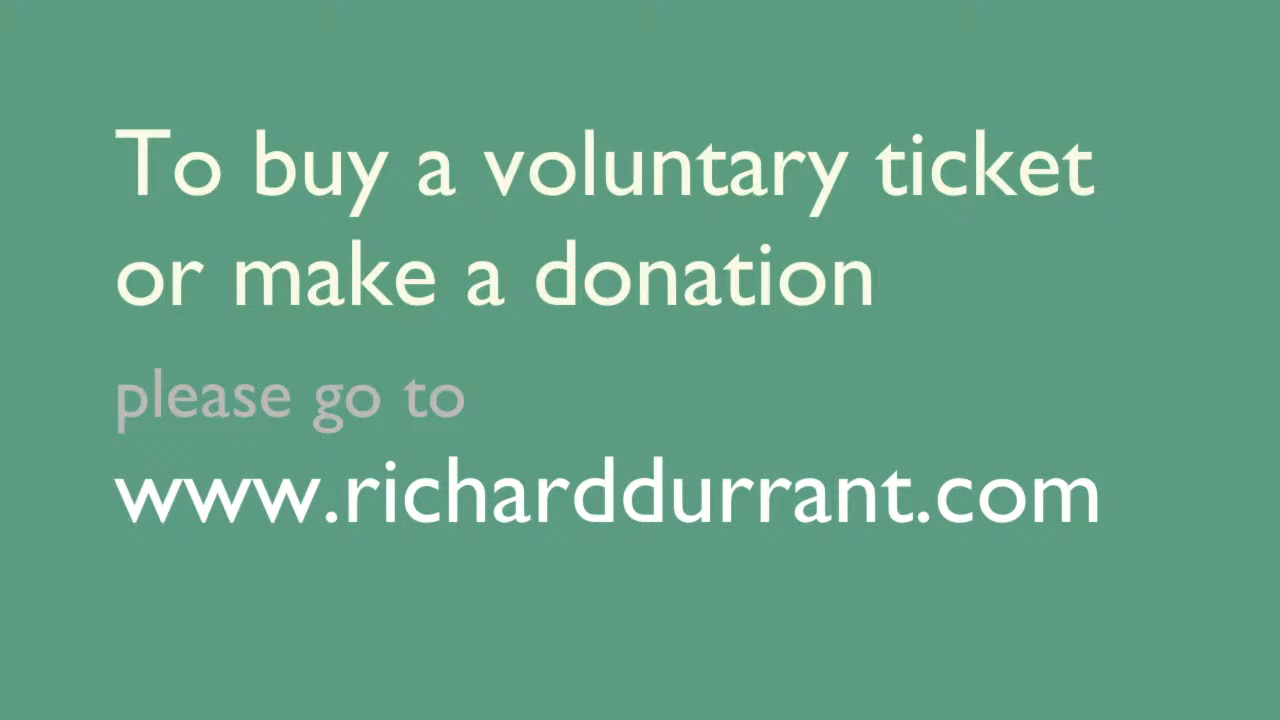 To buy a voluntary ticket
or make a donation
please go to
www.richarddurrant.com